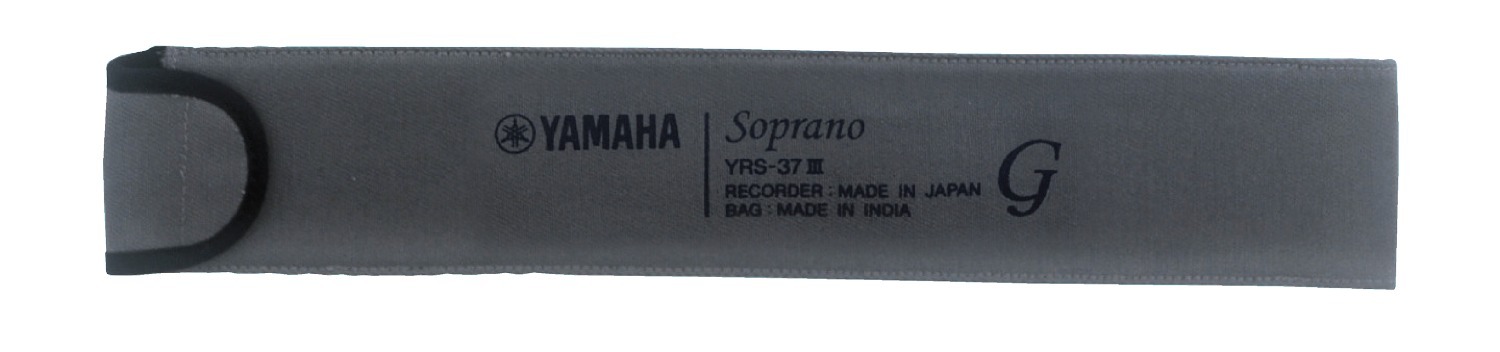 YAMAHA
Soprano
YRS-37 III
RECORDER : MADE IN JAPAN
BAG : MADE IN INDIA
G